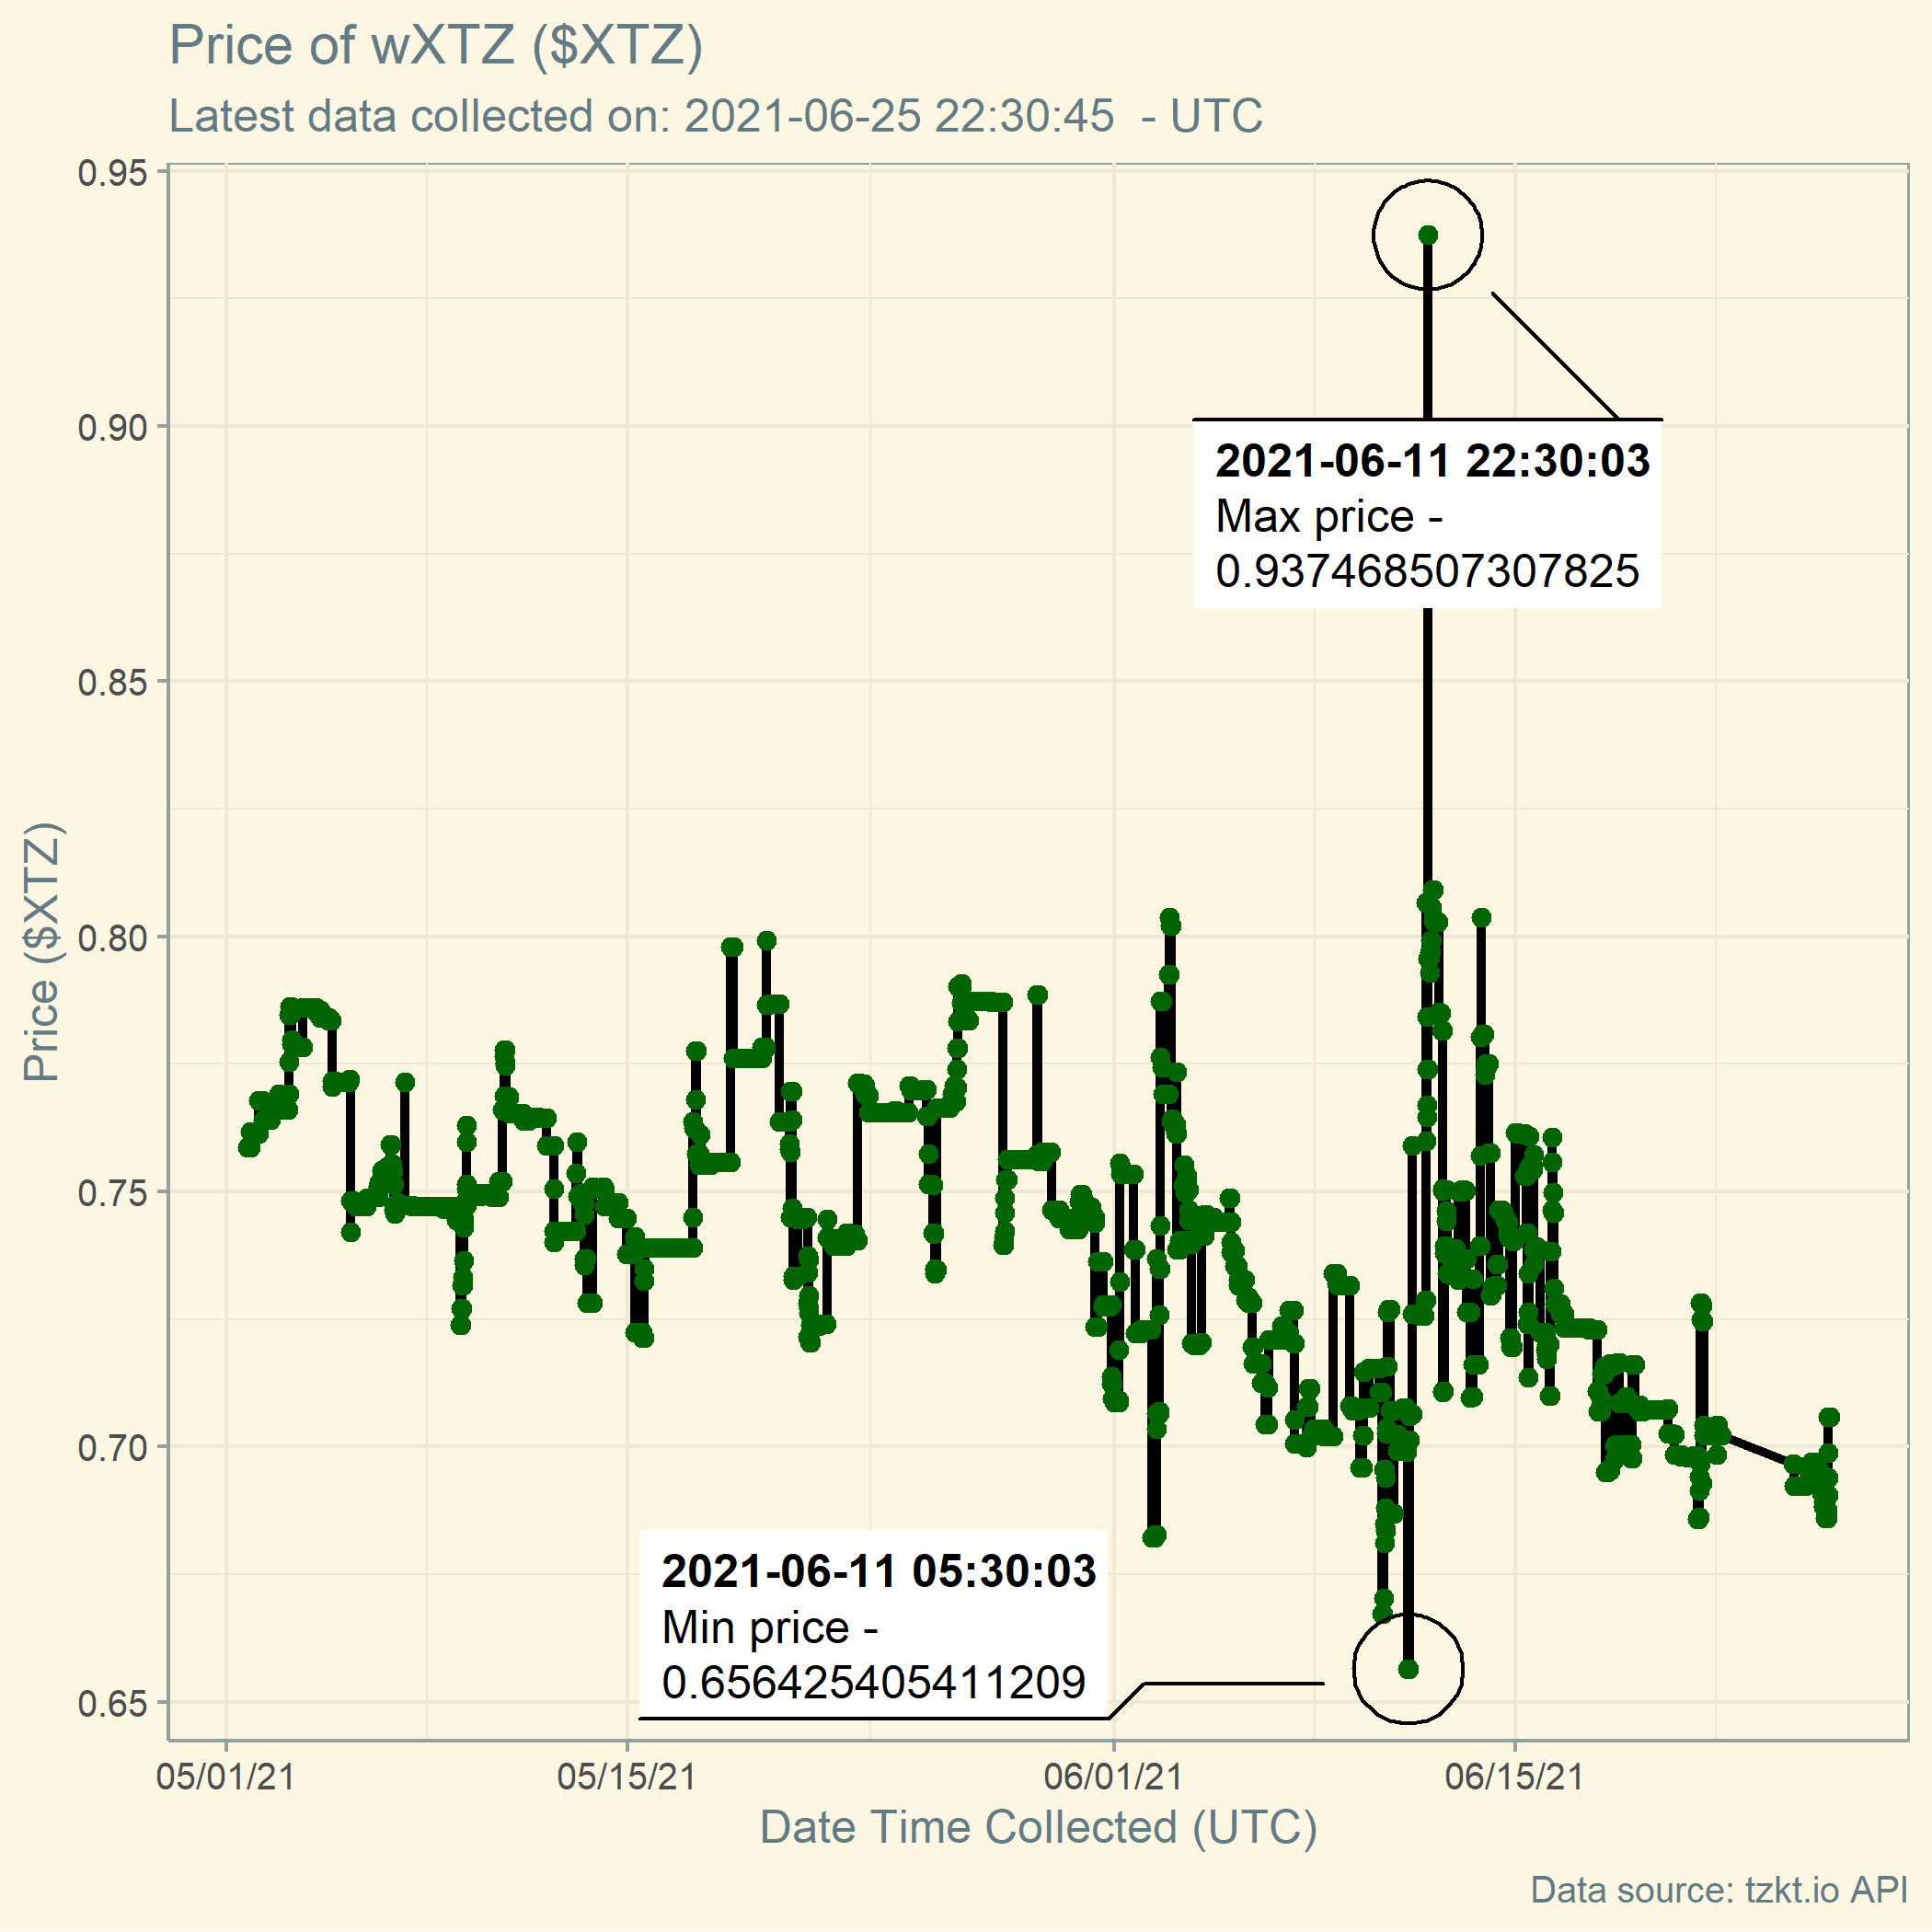 Price of wXTZ ($XTZ)
Latest data collected on: 2021-06-25 22:30:45  - UTC
0.95
0.90
0.85
0.80
0.75
0.70
0.65
Price ($XTZ)
2021-06-11 22:30:03
Max price -
0.937468507307825
2021-06-11 05:30:03
Min price -
0.656425405411209
05/01/21
05/15/21
06/01/21
06/15/21
Date Time Collected (UTC)
Data source: tzkt.io API